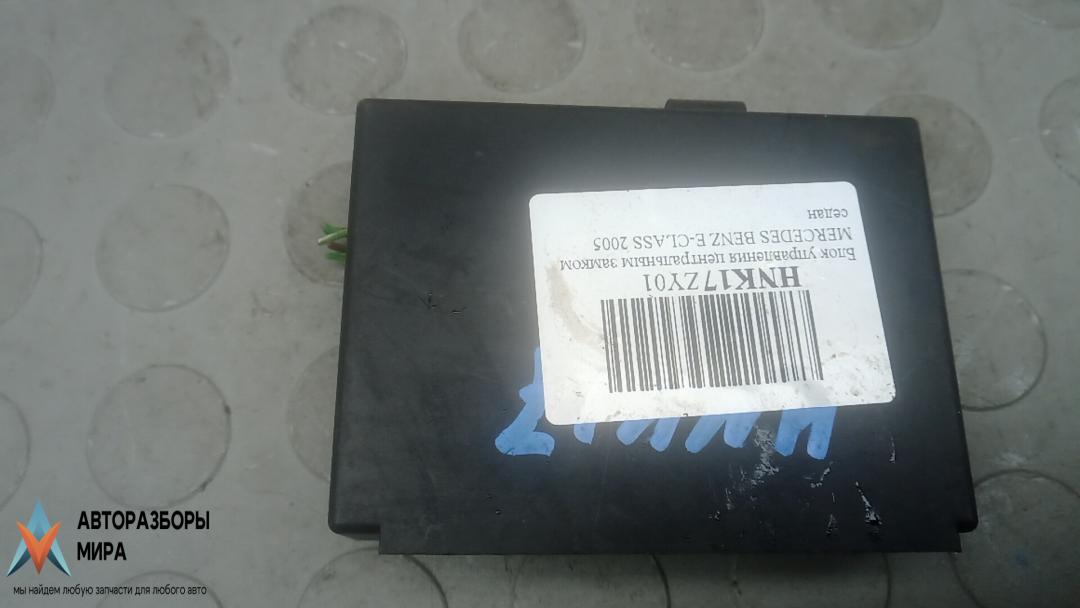 HNK17ZY01
Блок управления центральным замком
MERCEDES BENZ E-CLASS 2005
седан
АВТОРАЗБОРЫ
МИРА
мы найдем любую запчасти для любого авто